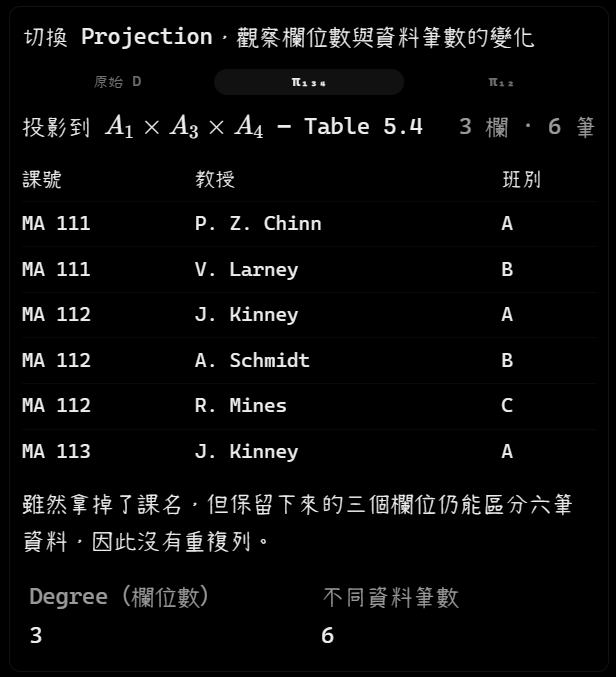 切換 Projection，觀察欄位數與資料筆數的變化
原始 D π₁₃₄ π₁₂
投影到 A₁ × A₃ × A₄ — Table 5.4 3 欄 · 6 筆
課號 教授 班別
MA 111 P. Z. Chinn A
MA 111 V. Larney B
MA 112 J. Kinney A
MA 112 A. Schmidt B
MA 112 R. Mines C
MA 113 J. Kinney A
雖然拿掉了課名，但保留下來的三個欄位仍能區分六筆
資料，因此沒有重複列。
Degree（欄位數） 不同資料筆數
3 6